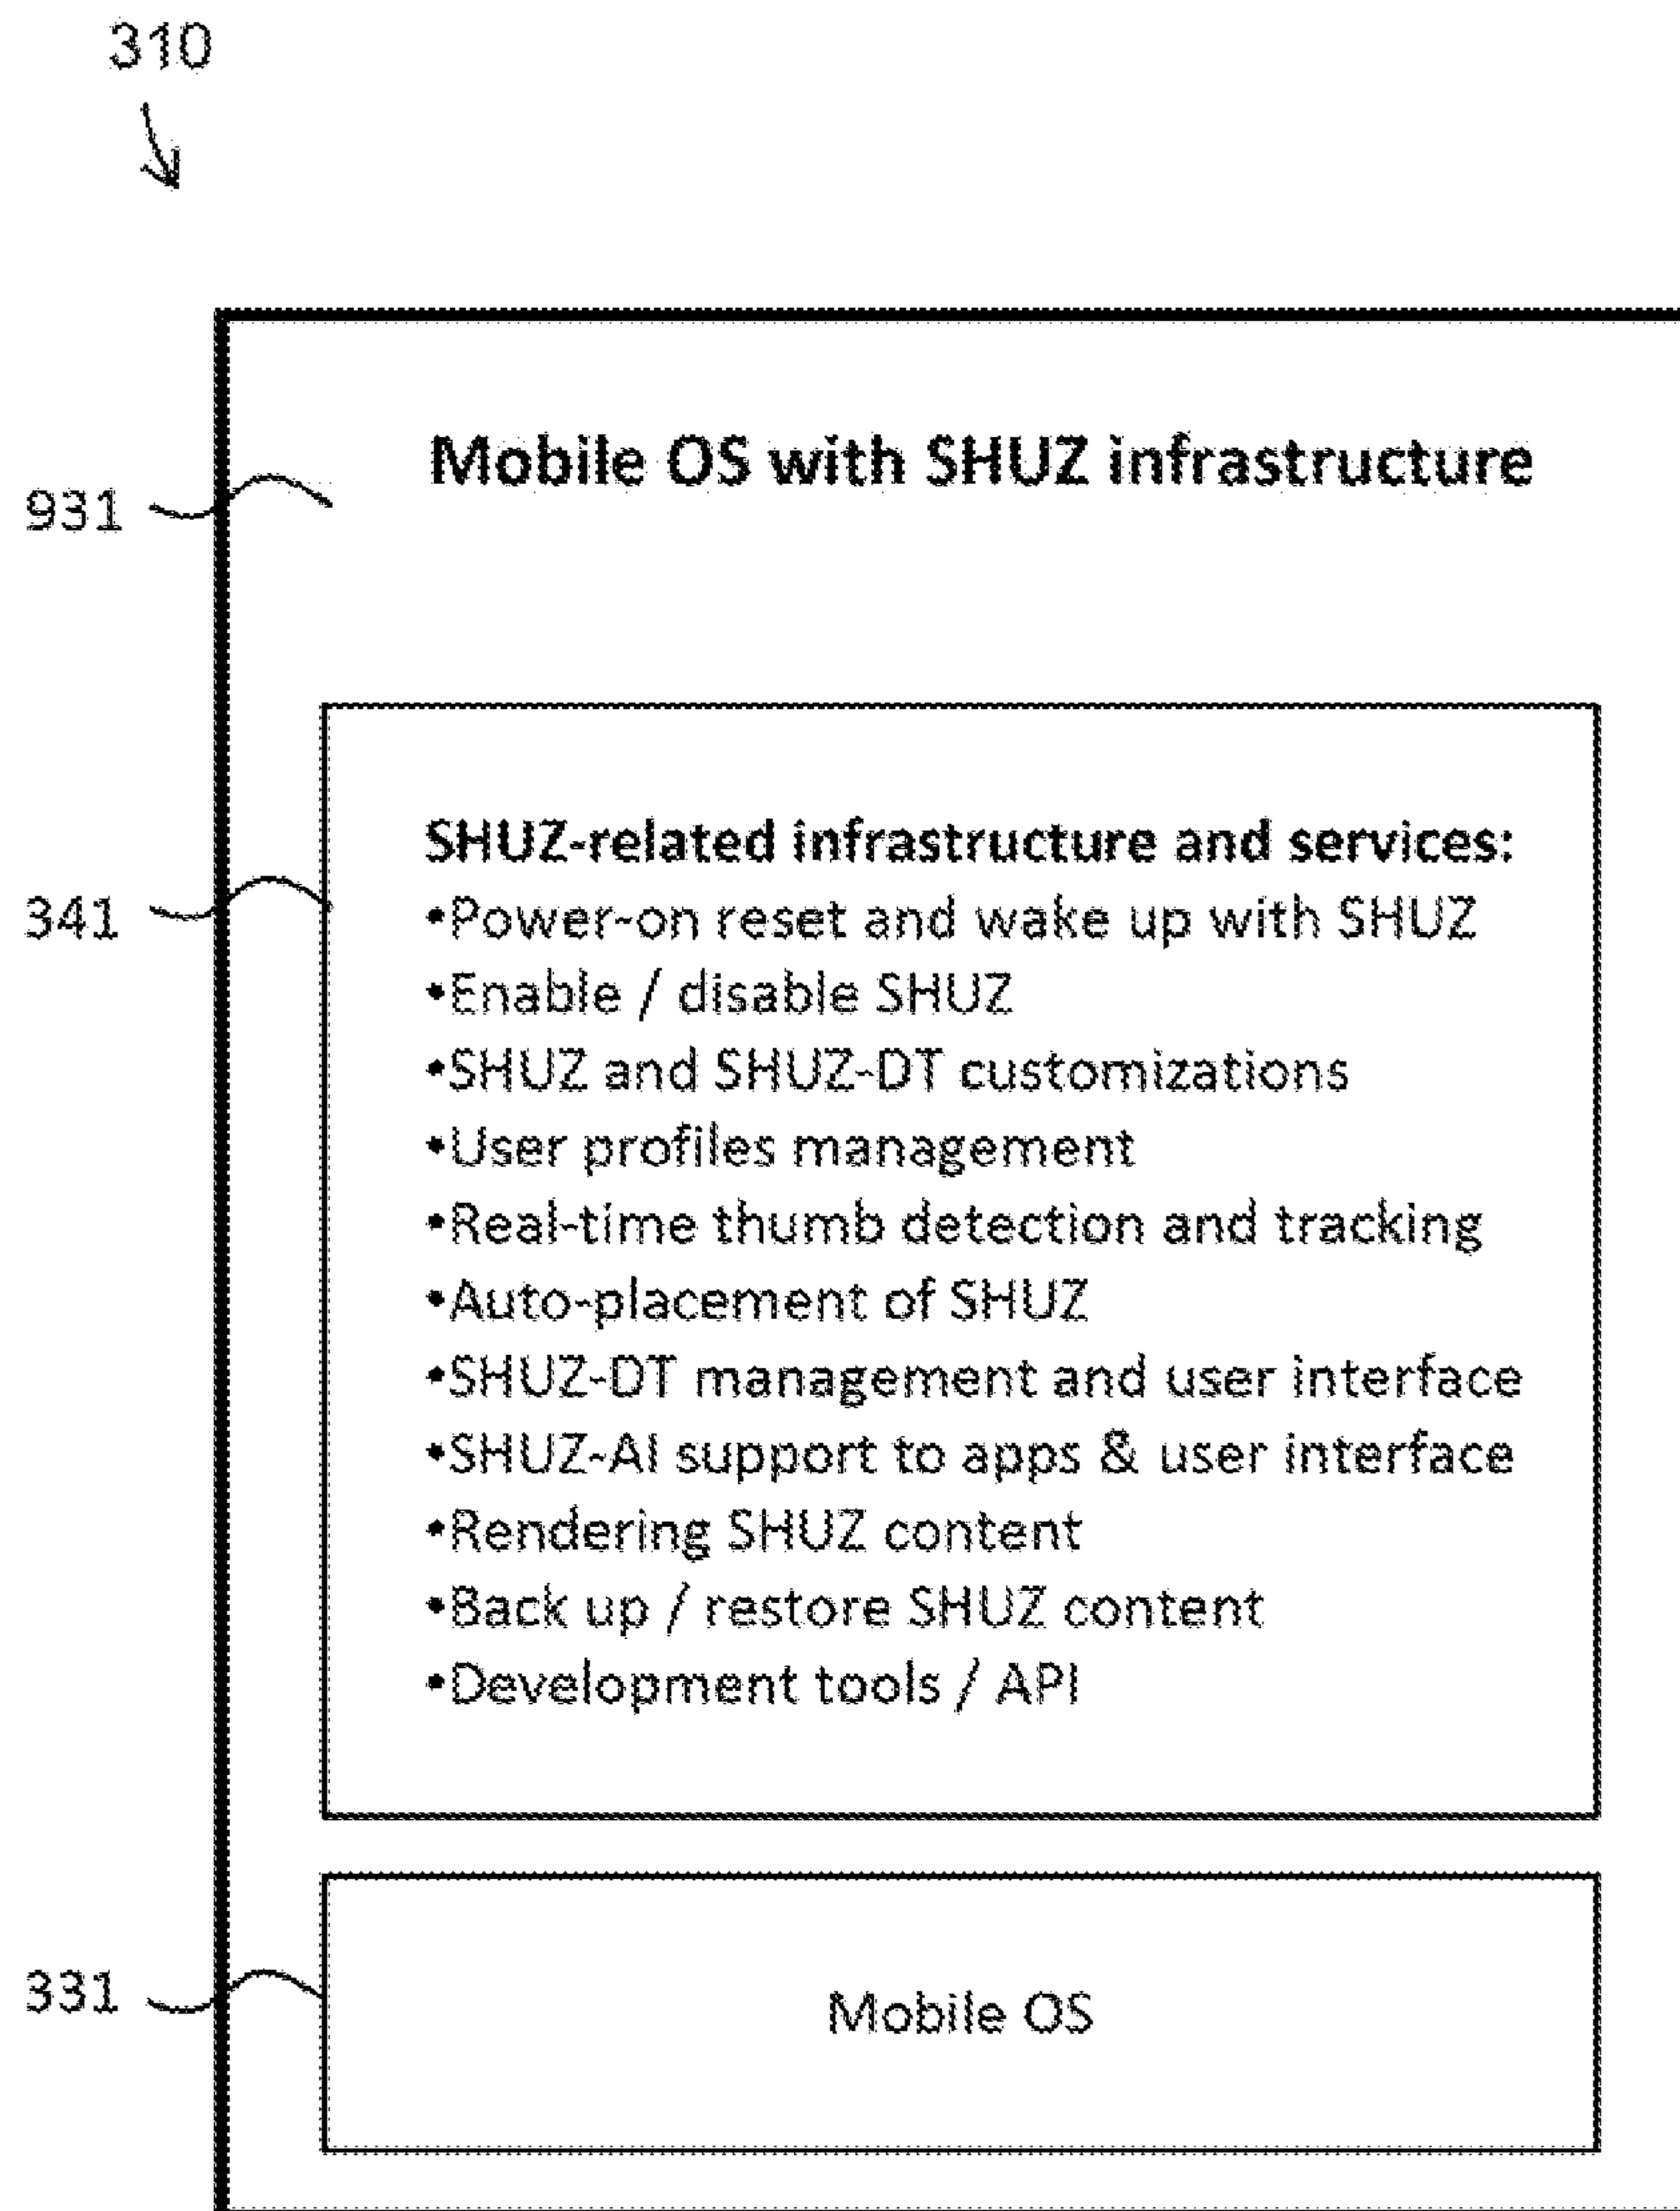 310
Mobile OS with SHUZ infrastructure
931
SHUZ-related infrastructure and services:
•Power-on reset and wake up with SHUZ
341
•Enable / disable SHUZ
•SHUZ and SHUZ-DT customizations
•User profiles management
•Real-time thumb detection and tracking
•Auto-placement of SHUZ
•SHUZ-DT management and user interface
•SHUZ-AI support to apps & user interface
•Rendering SHUZ content
•Back up / restore SHUZ content
•Development tools / API
331
Mobile OS